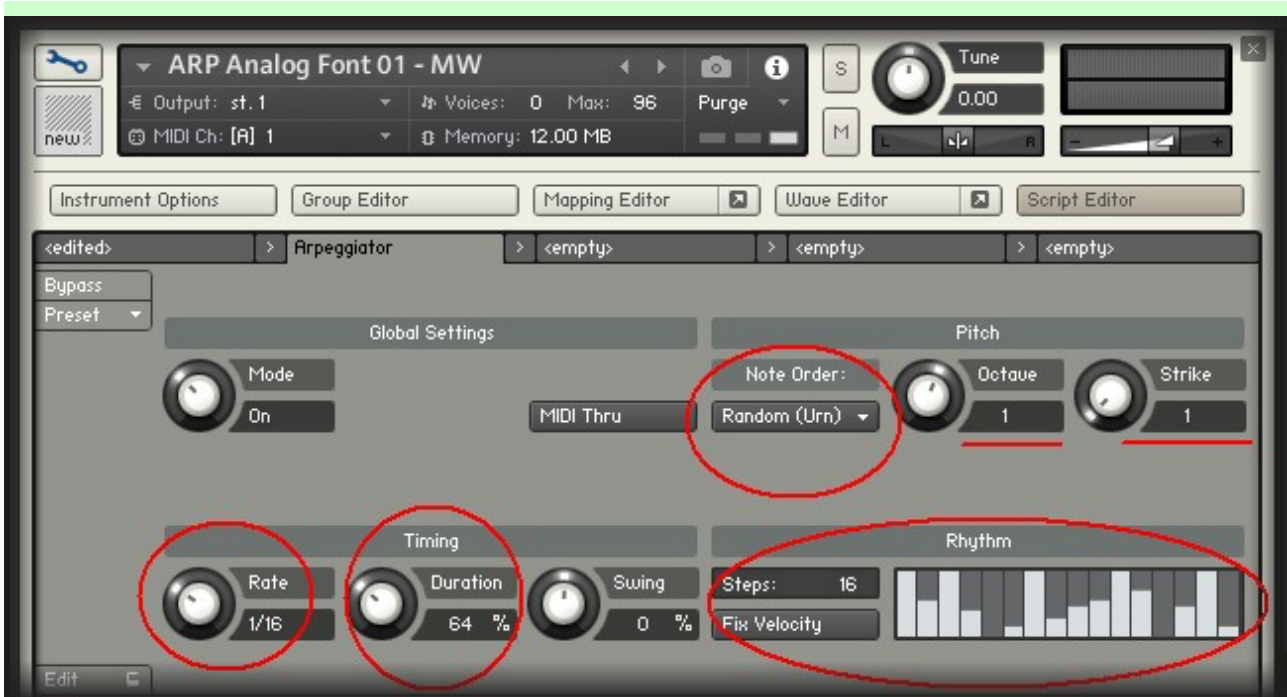 ARP Analog Font 01 - MW
i
S
Tune
Output: st.1
Voices: 0 Max: 96
Purge
0.00
new
MIDI Ch: [A] 1
Memory: 12.00 MB
M
L
R
-
+
Instrument Options
Group Editor
Mapping Editor
Wave Editor
Script Editor
<edited>
>
Arpeggiator
>
<empty>
>
<empty>
>
<empty>
Bypass
Preset
Global Settings
Pitch
Mode
On
MIDI Thru
Note Order:
Random (Urn)
Octave
1
Strike
1
Timing
Rhythm
Rate
1/16
Duration
64 %
Swing
0 %
Steps: 16
Fix Velocity
Edit